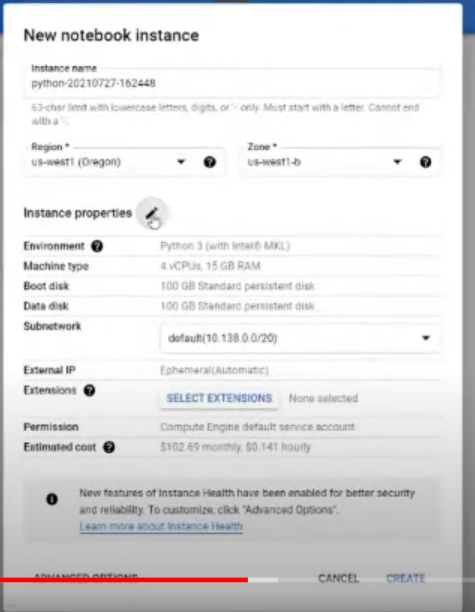 New notebook instance
Instance name
python-20210727-162448
63-char limit with lowercase letters, digits, or '-' only. Must start with a letter. Cannot end
with a '-'.
Region * Zone *
us-west1 (Oregon) us-west1-b
Instance properties
Environment Python 3 (with Intel® MKL)
Machine type 4 vCPUs, 15 GB RAM
Boot disk 100 GB Standard persistent disk
Data disk 100 GB Standard persistent disk
Subnetwork default(10.138.0.0/20)
External IP Ephemeral(Automatic)
Extensions SELECT EXTENSIONS None selected
Permission Compute Engine default service account
Estimated cost $102.69 monthly, $0.141 hourly
New features of Instance Health have been enabled for better security
and reliability. To customize, click "Advanced Options".
Learn more about Instance Health
ADVANCED OPTIONS CANCEL CREATE